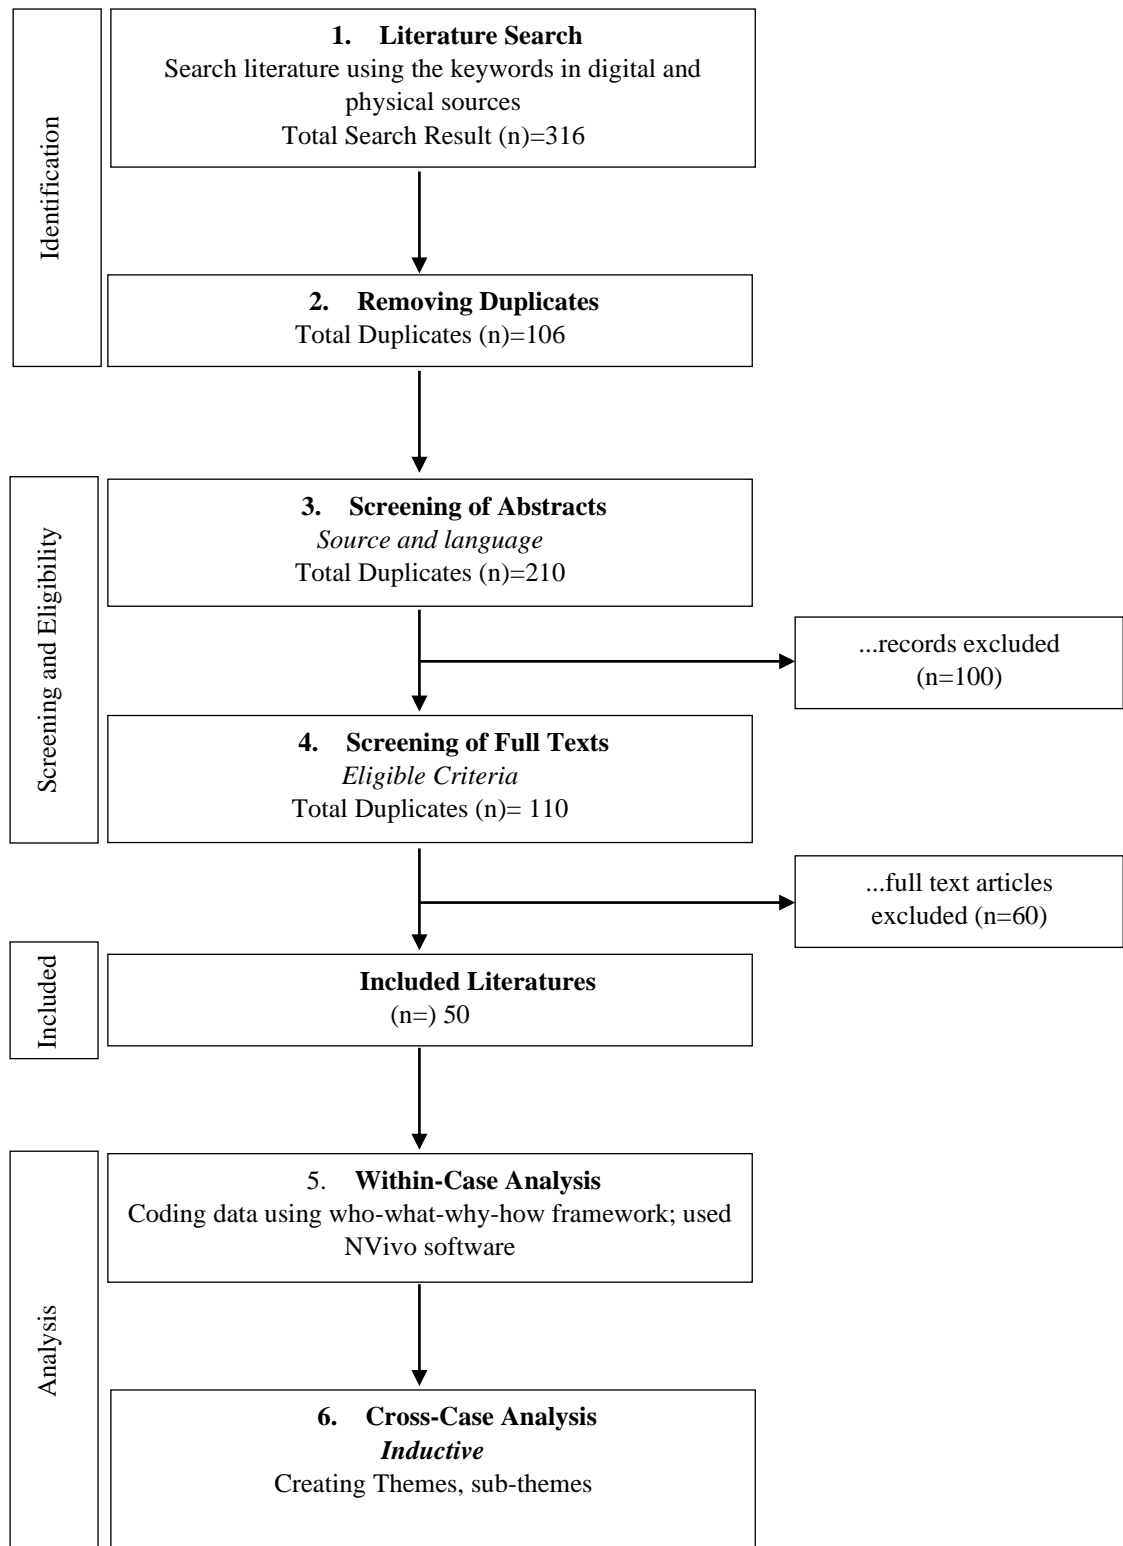 Identification
1. Literature Search
Search literature using the keywords in digital and
physical sources
Total Search Result (n)=316
2. Removing Duplicates
Total Duplicates (n)=106
Screening and Eligibility
3. Screening of Abstracts
Source and language
Total Duplicates (n)=210
...records excluded
(n=100)
4. Screening of Full Texts
Eligible Criteria
Total Duplicates (n)= 110
...full text articles
excluded (n=60)
Included
Included Literatures
(n=) 50
Analysis
5. Within-Case Analysis
Coding data using who-what-why-how framework; used
NVivo software
6. Cross-Case Analysis
Inductive
Creating Themes, sub-themes